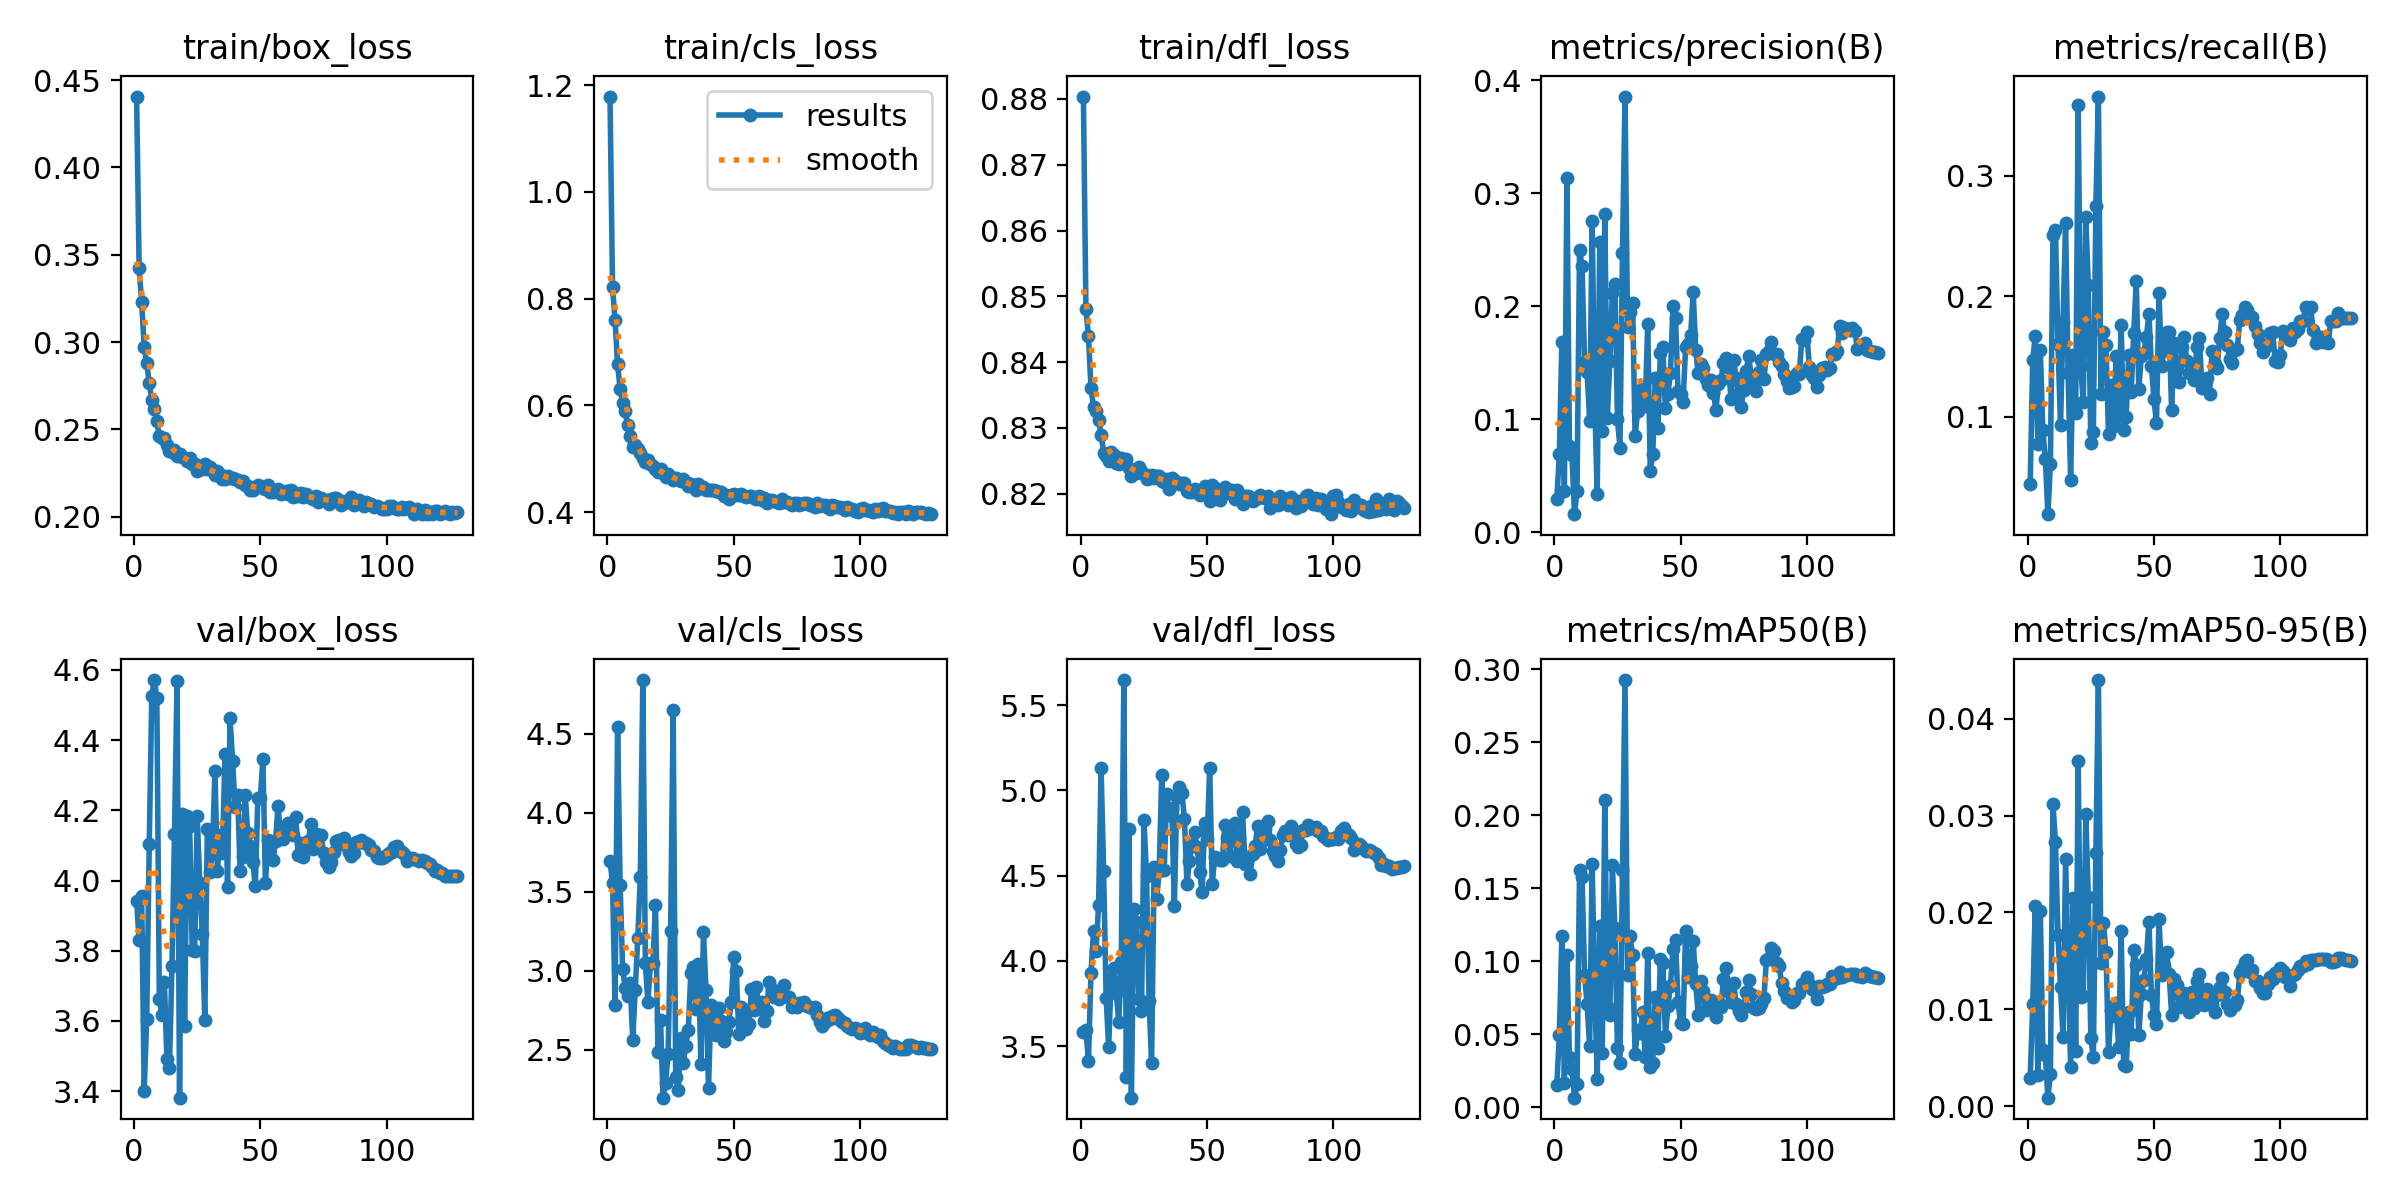 train/box_loss
train/cls_loss
train/dfl_loss
metrics/precision(B)
metrics/recall(B)
0.45
0.40
0.35
0.30
0.25
0.20
0 50 100
1.2
1.0
0.8
0.6
0.4
results
smooth
0 50 100
0.88
0.87
0.86
0.85
0.84
0.83
0.82
0 50 100
0.4
0.3
0.2
0.1
0.0
0 50 100
0.3
0.2
0.1
0 50 100
val/box_loss
val/cls_loss
val/dfl_loss
metrics/mAP50(B)
metrics/mAP50-95(B)
4.6
4.4
4.2
4.0
3.8
3.6
3.4
0 50 100
4.5
4.0
3.5
3.0
2.5
0 50 100
5.5
5.0
4.5
4.0
3.5
0 50 100
0.30
0.25
0.20
0.15
0.10
0.05
0.00
0 50 100
0.04
0.03
0.02
0.01
0.00
0 50 100